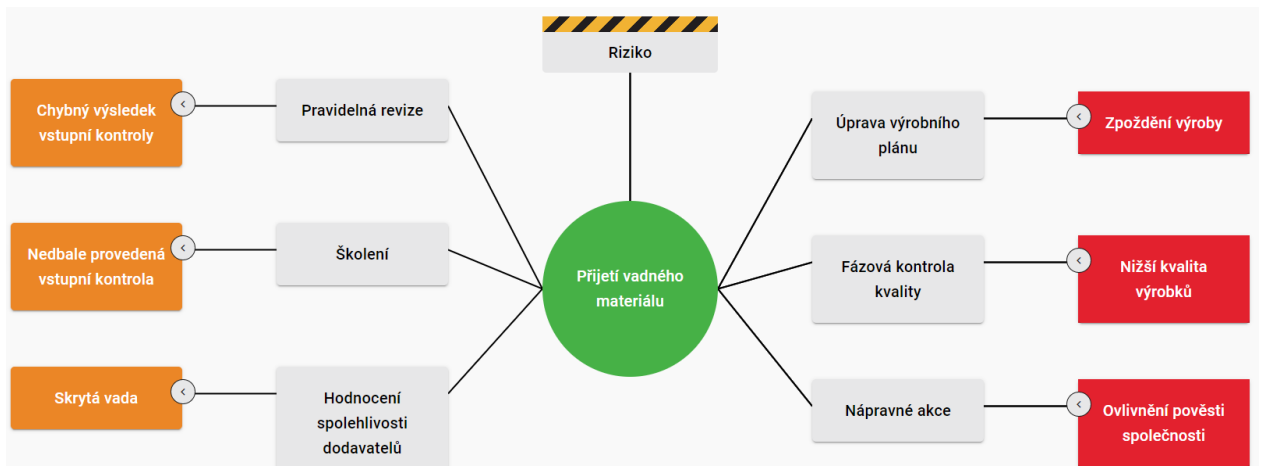 Riziko
Chybný výsledek
vstupní kontroly
Pravidelná revize
Úprava výrobního
plánu
Zpoždění výroby
Nedbale provedená
vstupní kontrola
Školení
Přijetí vadného
materiálu
Fázová kontrola
kvality
Nižší kvalita
výrobků
Skrytá vada
Hodnocení
spolehlivosti
dodavatelů
Nápravné akce
Ovlivnění pověsti
společnosti